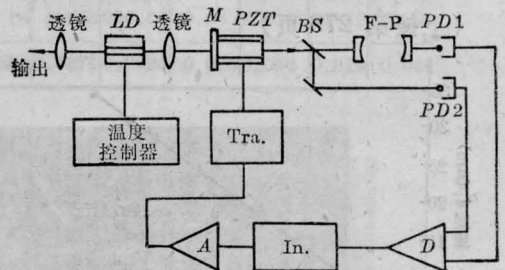 透镜 LD 透镜 M PZT BS F-P PD1
输出
PD2
温度
控制器
Tra.
A In. D